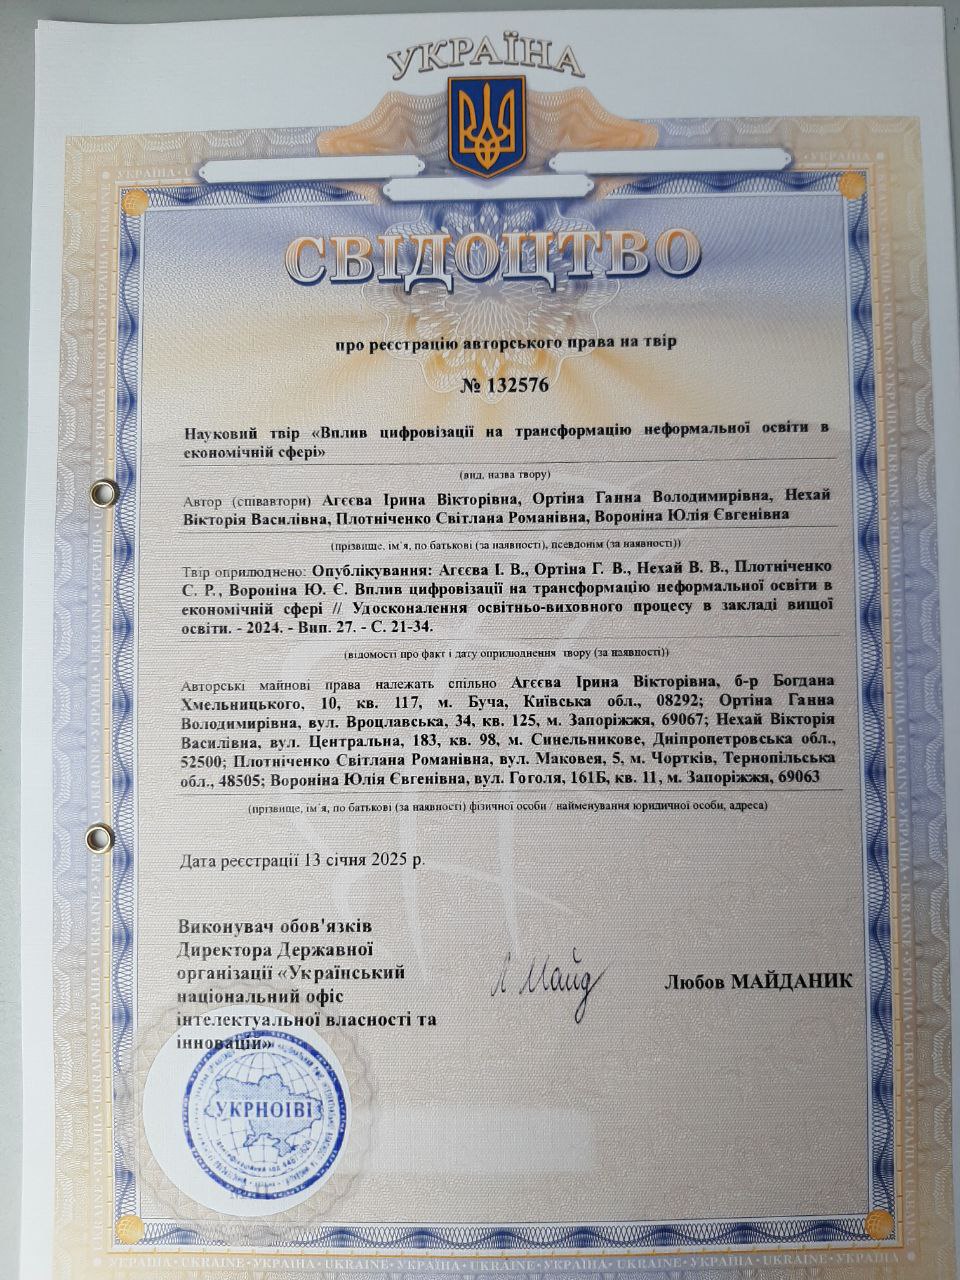 УКРАЇНА
СВІДОЦТВО
про реєстрацію авторського права на твір
№ 132576
Науковий твір «Вплив цифровізації на трансформацію неформальної освіти в
економічній сфері»
(вид, назва твору)
Автор (співавтори) Агєєва Ірина Вікторівна, Ортіна Ганна Володимирівна, Нехай
Вікторія Василівна, Плотніченко Світлана Романівна, Вороніна Юлія Євгенівна
(прізвище, ім'я, по батькові (за наявності), псевдонім (за наявності))
Твір оприлюднено: Опублікування: Агєєва І. В., Ортіна Г. В., Нехай В. В., Плотніченко
С. Р., Вороніна Ю. Є. Вплив цифровізації на трансформацію неформальної освіти в
економічній сфері // Удосконалення освітньо-виховного процесу в закладі вищої
освіти. - 2024. - Вип. 27. - С. 21-34.
(відомості про факт і дату оприлюднення твору (за наявності))
Авторські майнові права належать спільно Агєєва Ірина Вікторівна, б-р Богдана
Хмельницького, 10, кв. 117, м. Буча, Київська обл., 08292; Ортіна Ганна
Володимирівна, вул. Вроцлавська, 34, кв. 125, м. Запоріжжя, 69067; Нехай Вікторія
Василівна, вул. Центральна, 183, кв. 98, м. Синельникове, Дніпропетровська обл.,
52500; Плотніченко Світлана Романівна, вул. Маковея, 5, м. Чортків, Тернопільська
обл., 48505; Вороніна Юлія Євгенівна, вул. Гоголя, 161Б, кв. 11, м. Запоріжжя, 69063
(прізвище, ім'я, по батькові (за наявності) фізичної особи / найменування юридичної особи, адреса)
Дата реєстрації 13 січня 2025 р.
Виконувач обов'язків
Директора Державної
організації «Український
національний офіс
інтелектуальної власності та
інновацій»
Любов МАЙДАНИК
УКРНОІВІ